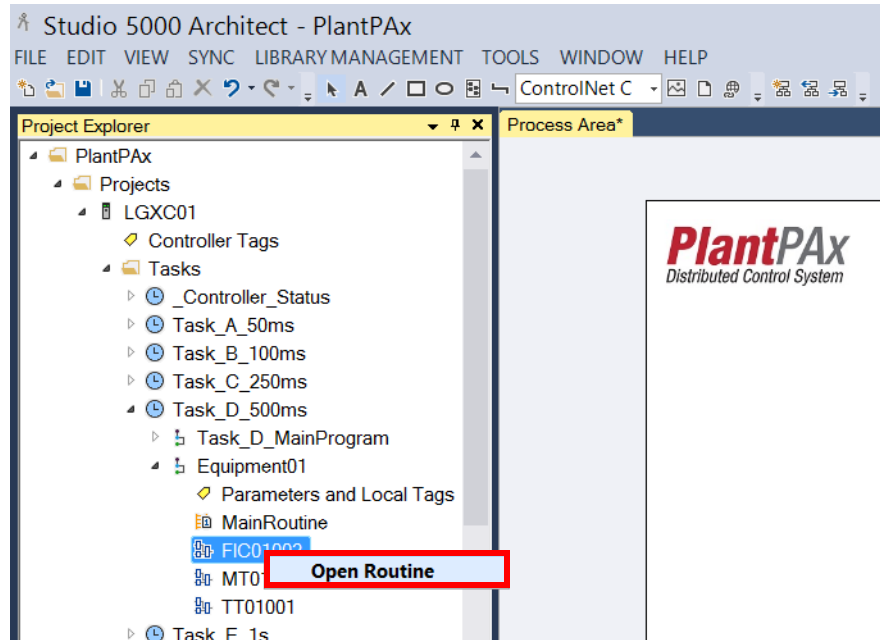 Studio 5000 Architect - PlantPAx
FILE EDIT VIEW SYNC LIBRARY MANAGEMENT TOOLS WINDOW HELP
A ControlNet C
Project Explorer
Process Area*
PlantPAx
Projects
LGXC01
Controller Tags
Tasks
_Controller_Status
Task_A_50ms
Task_B_100ms
Task_C_250ms
Task_D_500ms
Task_D_MainProgram
Equipment01
Parameters and Local Tags
MainRoutine
Open Routine
TT01001
Task_E_1s
PlantPAx
Distributed Control System